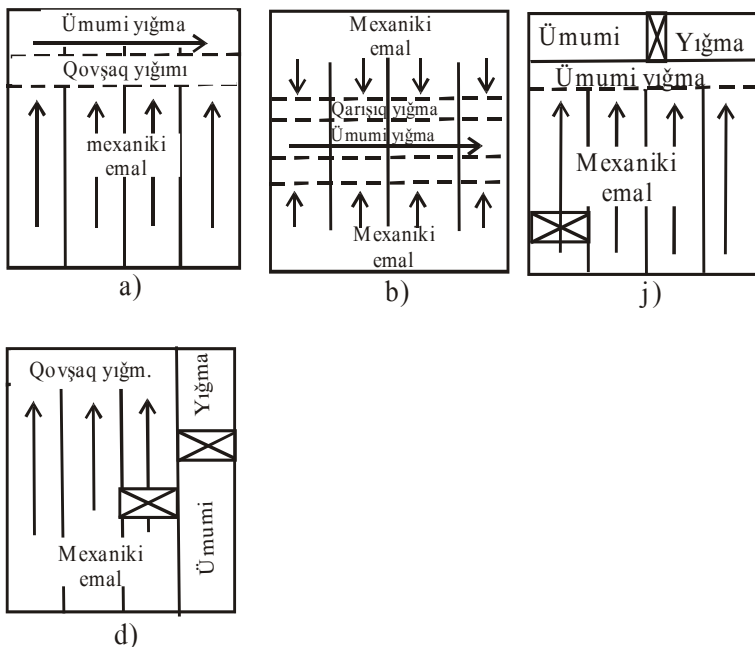 Ümumi yığma
Qovşaq yığımı
mexaniki
emal
a)
Mexaniki
emal
Qarışıq yığma
Ümumi yığma
Mexaniki
emal
b)
Ümumi Yığma
Ümumi yığma
Mexaniki
emal
j)
Qovşaq yığm.
Yığma
Ümumi
Mexaniki
emal
d)